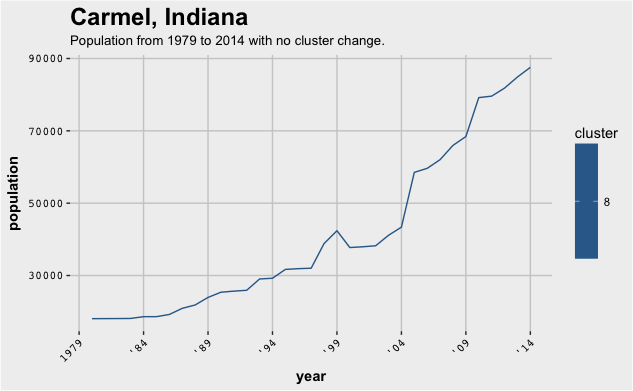 Carmel, Indiana
Population from 1979 to 2014 with no cluster change.
90000
70000
50000
30000
population
1979
'84
'89
'94
'99
'04
'09
'14
year
cluster
8